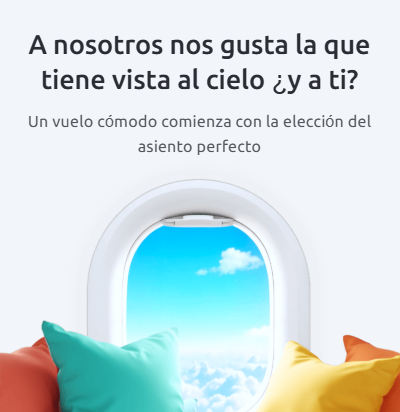 A nosotros nos gusta la que
tiene vista al cielo ¿y a ti?
Un vuelo cómodo comienza con la elección del
asiento perfecto